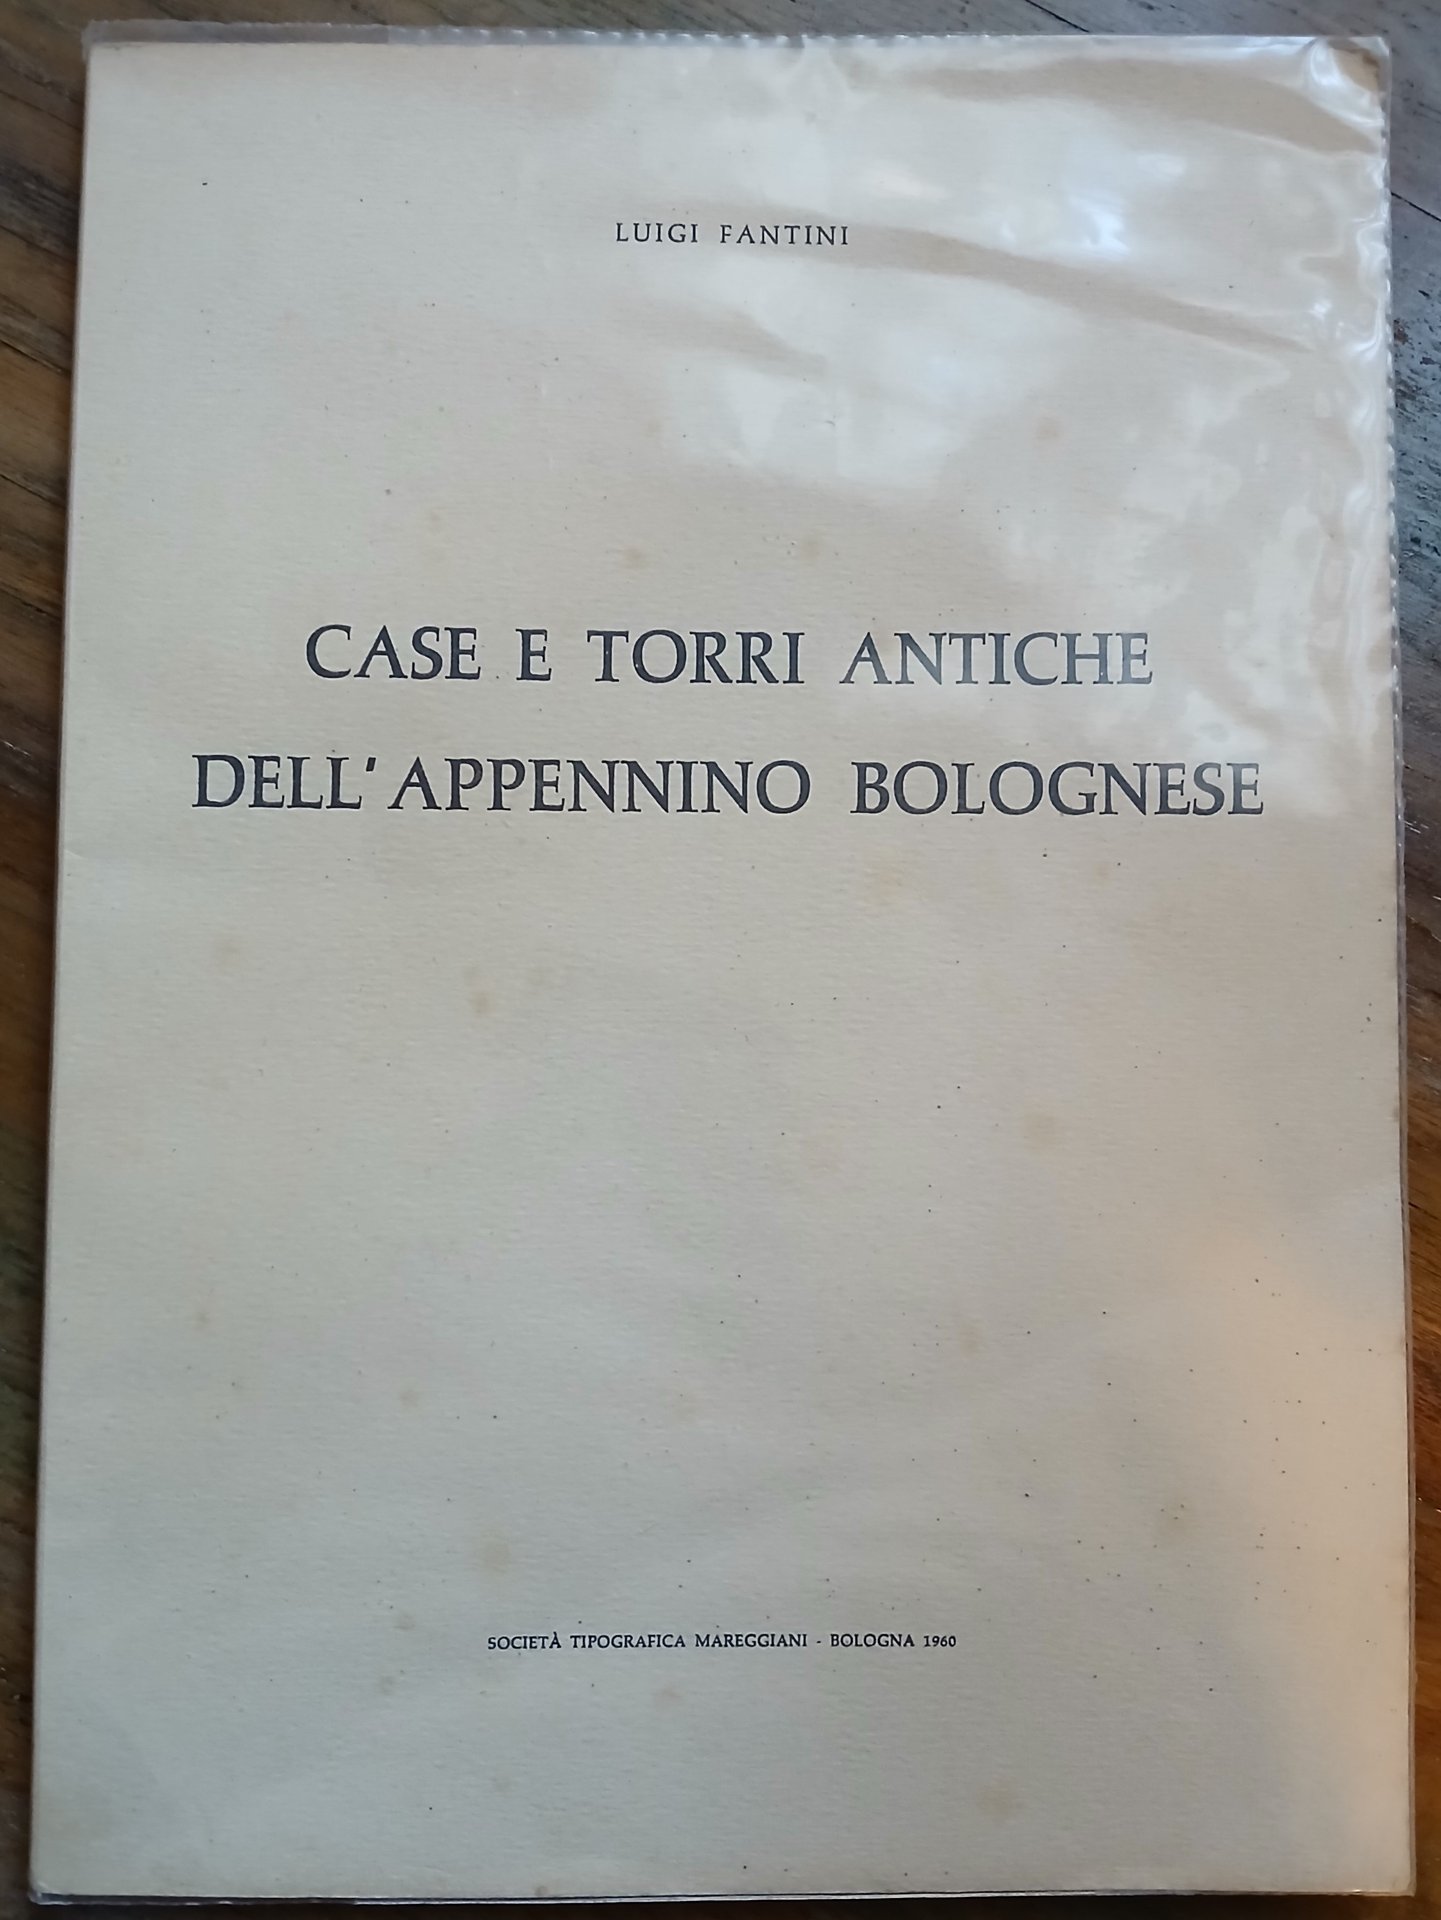 LUIGI FANTINI
CASE E TORRI ANTICHE
DELL'APPENNINO BOLOGNESE
SOCIETÀ TIPOGRAFICA MAREGGIANI - BOLOGNA 1960